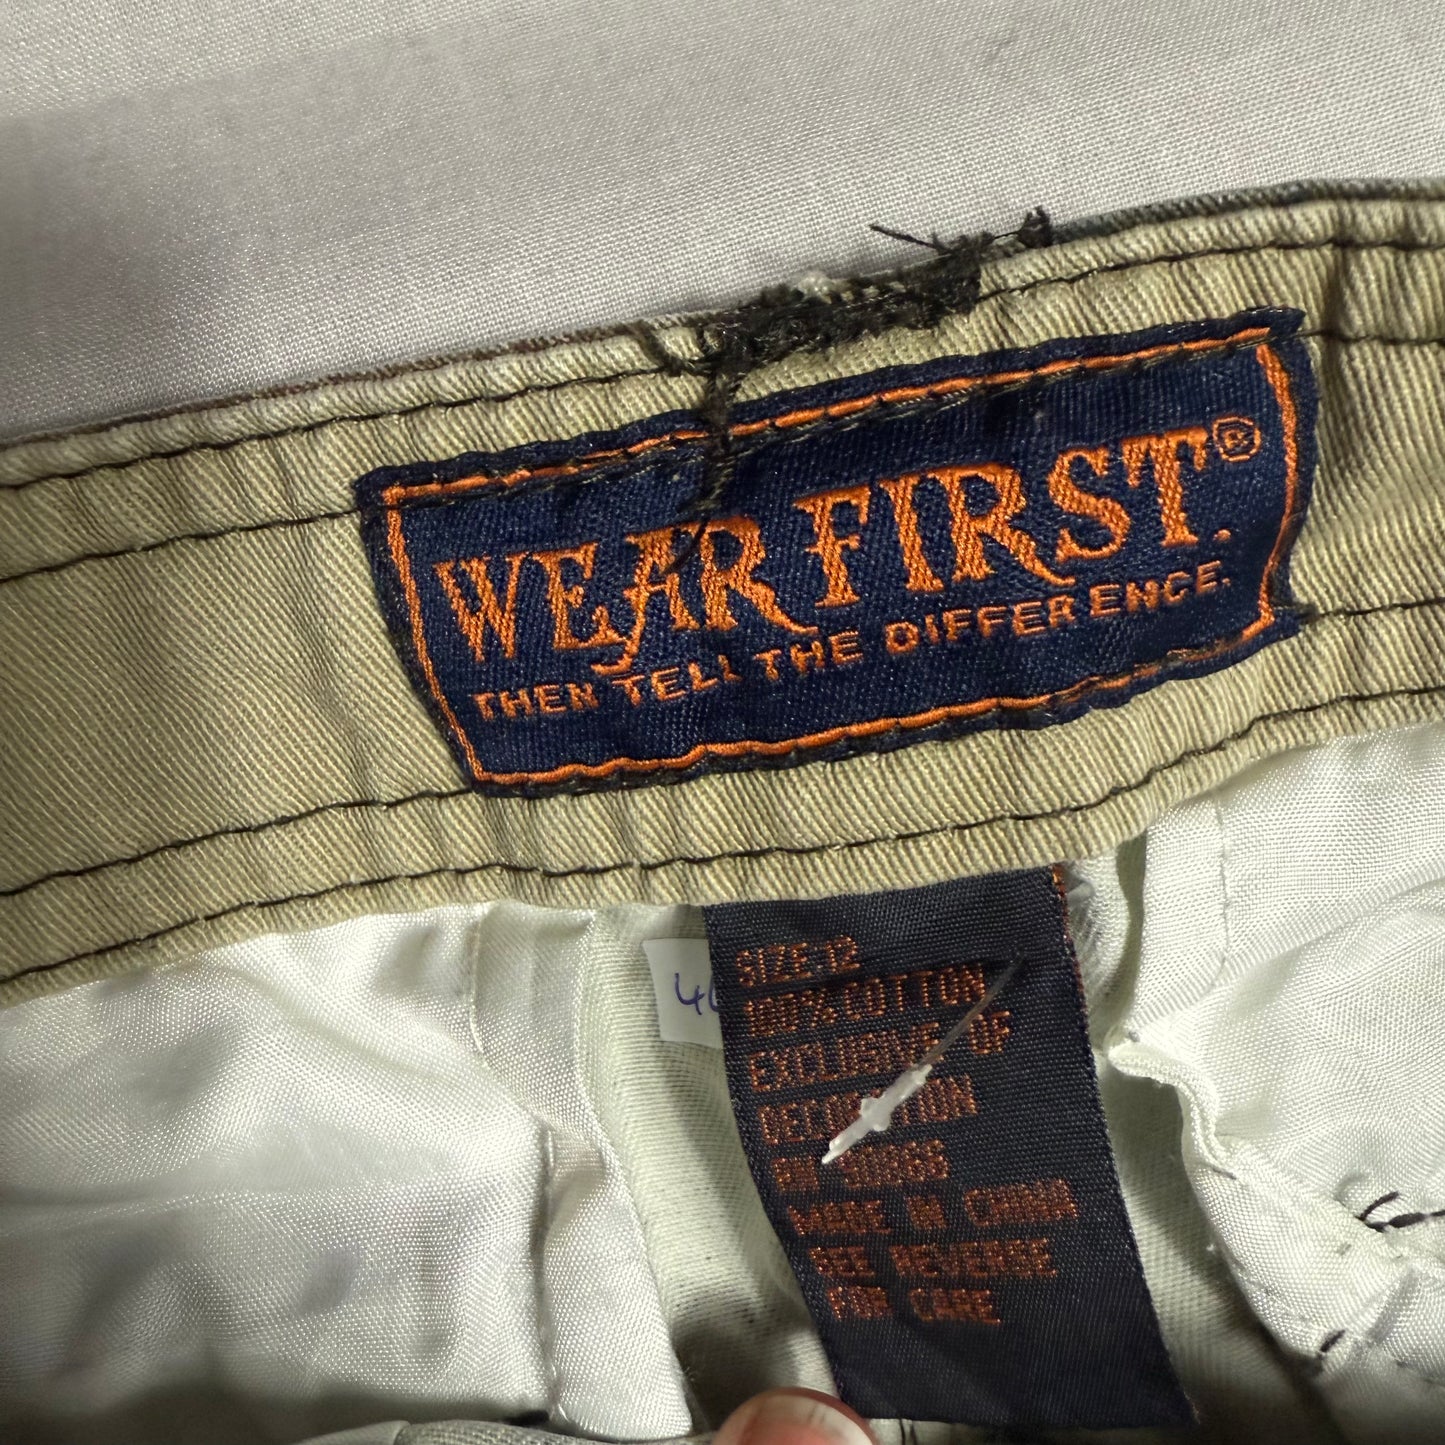 WEAR FIRST.®
THEN TELL THE DIFFERENCE.
SIZE:12
100% COTTON
EXCLUSIVE OF
DECORATION
RN
MADE IN CHINA
SEE REVERSE
FOR CARE